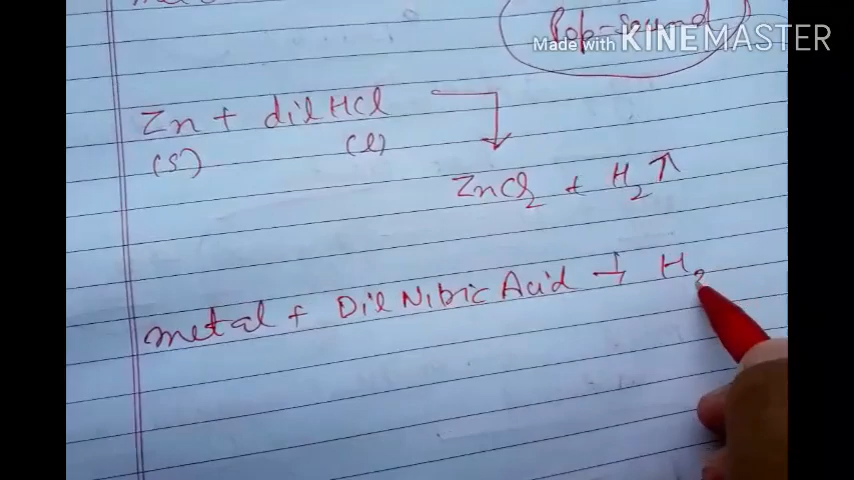 Pop-Sound
Made with KINEMASTER
Zn + dil HCl
(s) (l)
ZnCl2 + H2↑
metal + Dil Nitric Acid + H2